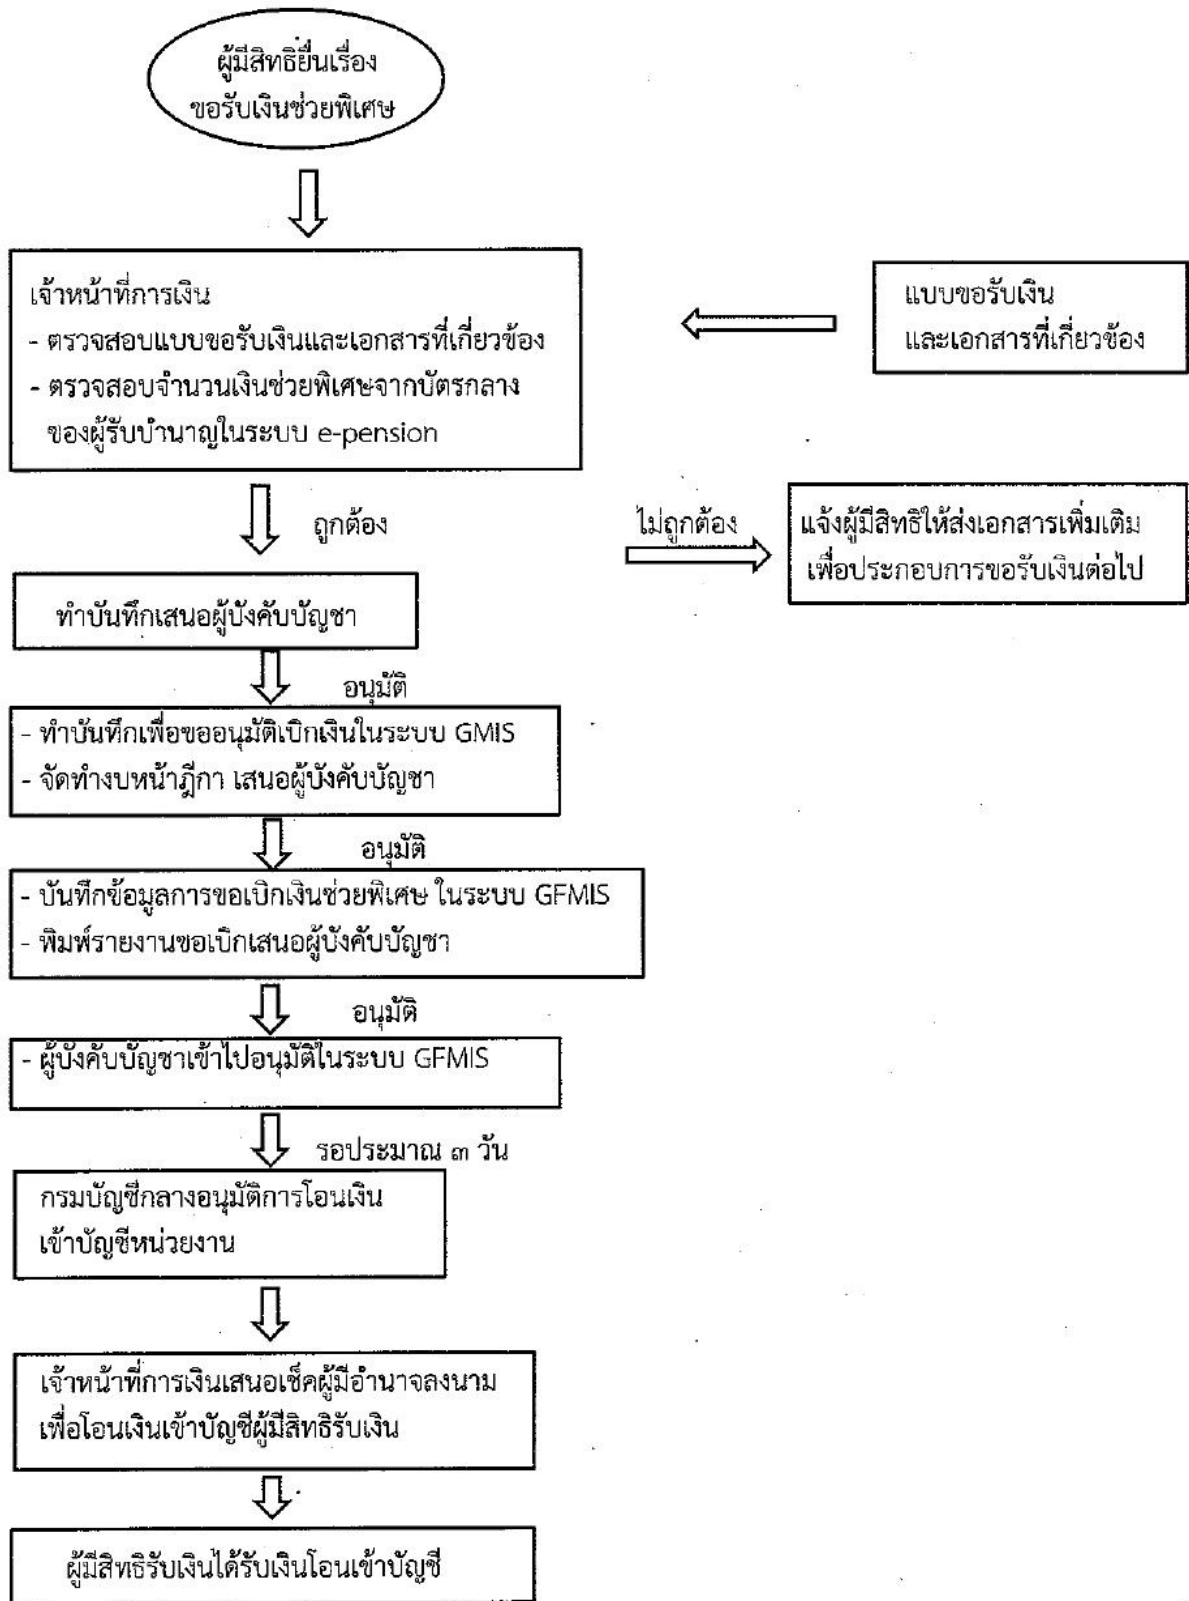 ผู้มีสิทธิยื่นเรื่อง
ขอรับเงินช่วยพิเศษ
เจ้าหน้าที่การเงิน
- ตรวจสอบแบบขอรับเงินและเอกสารที่เกี่ยวข้อง
- ตรวจสอบจำนวนเงินช่วยพิเศษจากบัตรกลาง
ของผู้รับบำนาญในระบบ e-pension
แบบขอรับเงิน
และเอกสารที่เกี่ยวข้อง
ถูกต้อง
ไม่ถูกต้อง
แจ้งผู้มีสิทธิให้ส่งเอกสารเพิ่มเติม
เพื่อประกอบการขอรับเงินต่อไป
ทำบันทึกเสนอผู้บังคับบัญชา
อนุมัติ
- ทำบันทึกเพื่อขออนุมัติเบิกเงินในระบบ GMIS
- จัดทำงบหน้าฎีกา เสนอผู้บังคับบัญชา
อนุมัติ
- บันทึกข้อมูลการขอเบิกเงินช่วยพิเศษ ในระบบ GFMIS
- พิมพ์รายงานขอเบิกเสนอผู้บังคับบัญชา
อนุมัติ
- ผู้บังคับบัญชาเข้าไปอนุมัติในระบบ GFMIS
รอประมาณ ๓ วัน
กรมบัญชีกลางอนุมัติการโอนเงิน
เข้าบัญชีหน่วยงาน
เจ้าหน้าที่การเงินเสนอเช็คผู้มีอำนาจลงนาม
เพื่อโอนเงินเข้าบัญชีผู้มีสิทธิรับเงิน
ผู้มีสิทธิรับเงินได้รับเงินโอนเข้าบัญชี